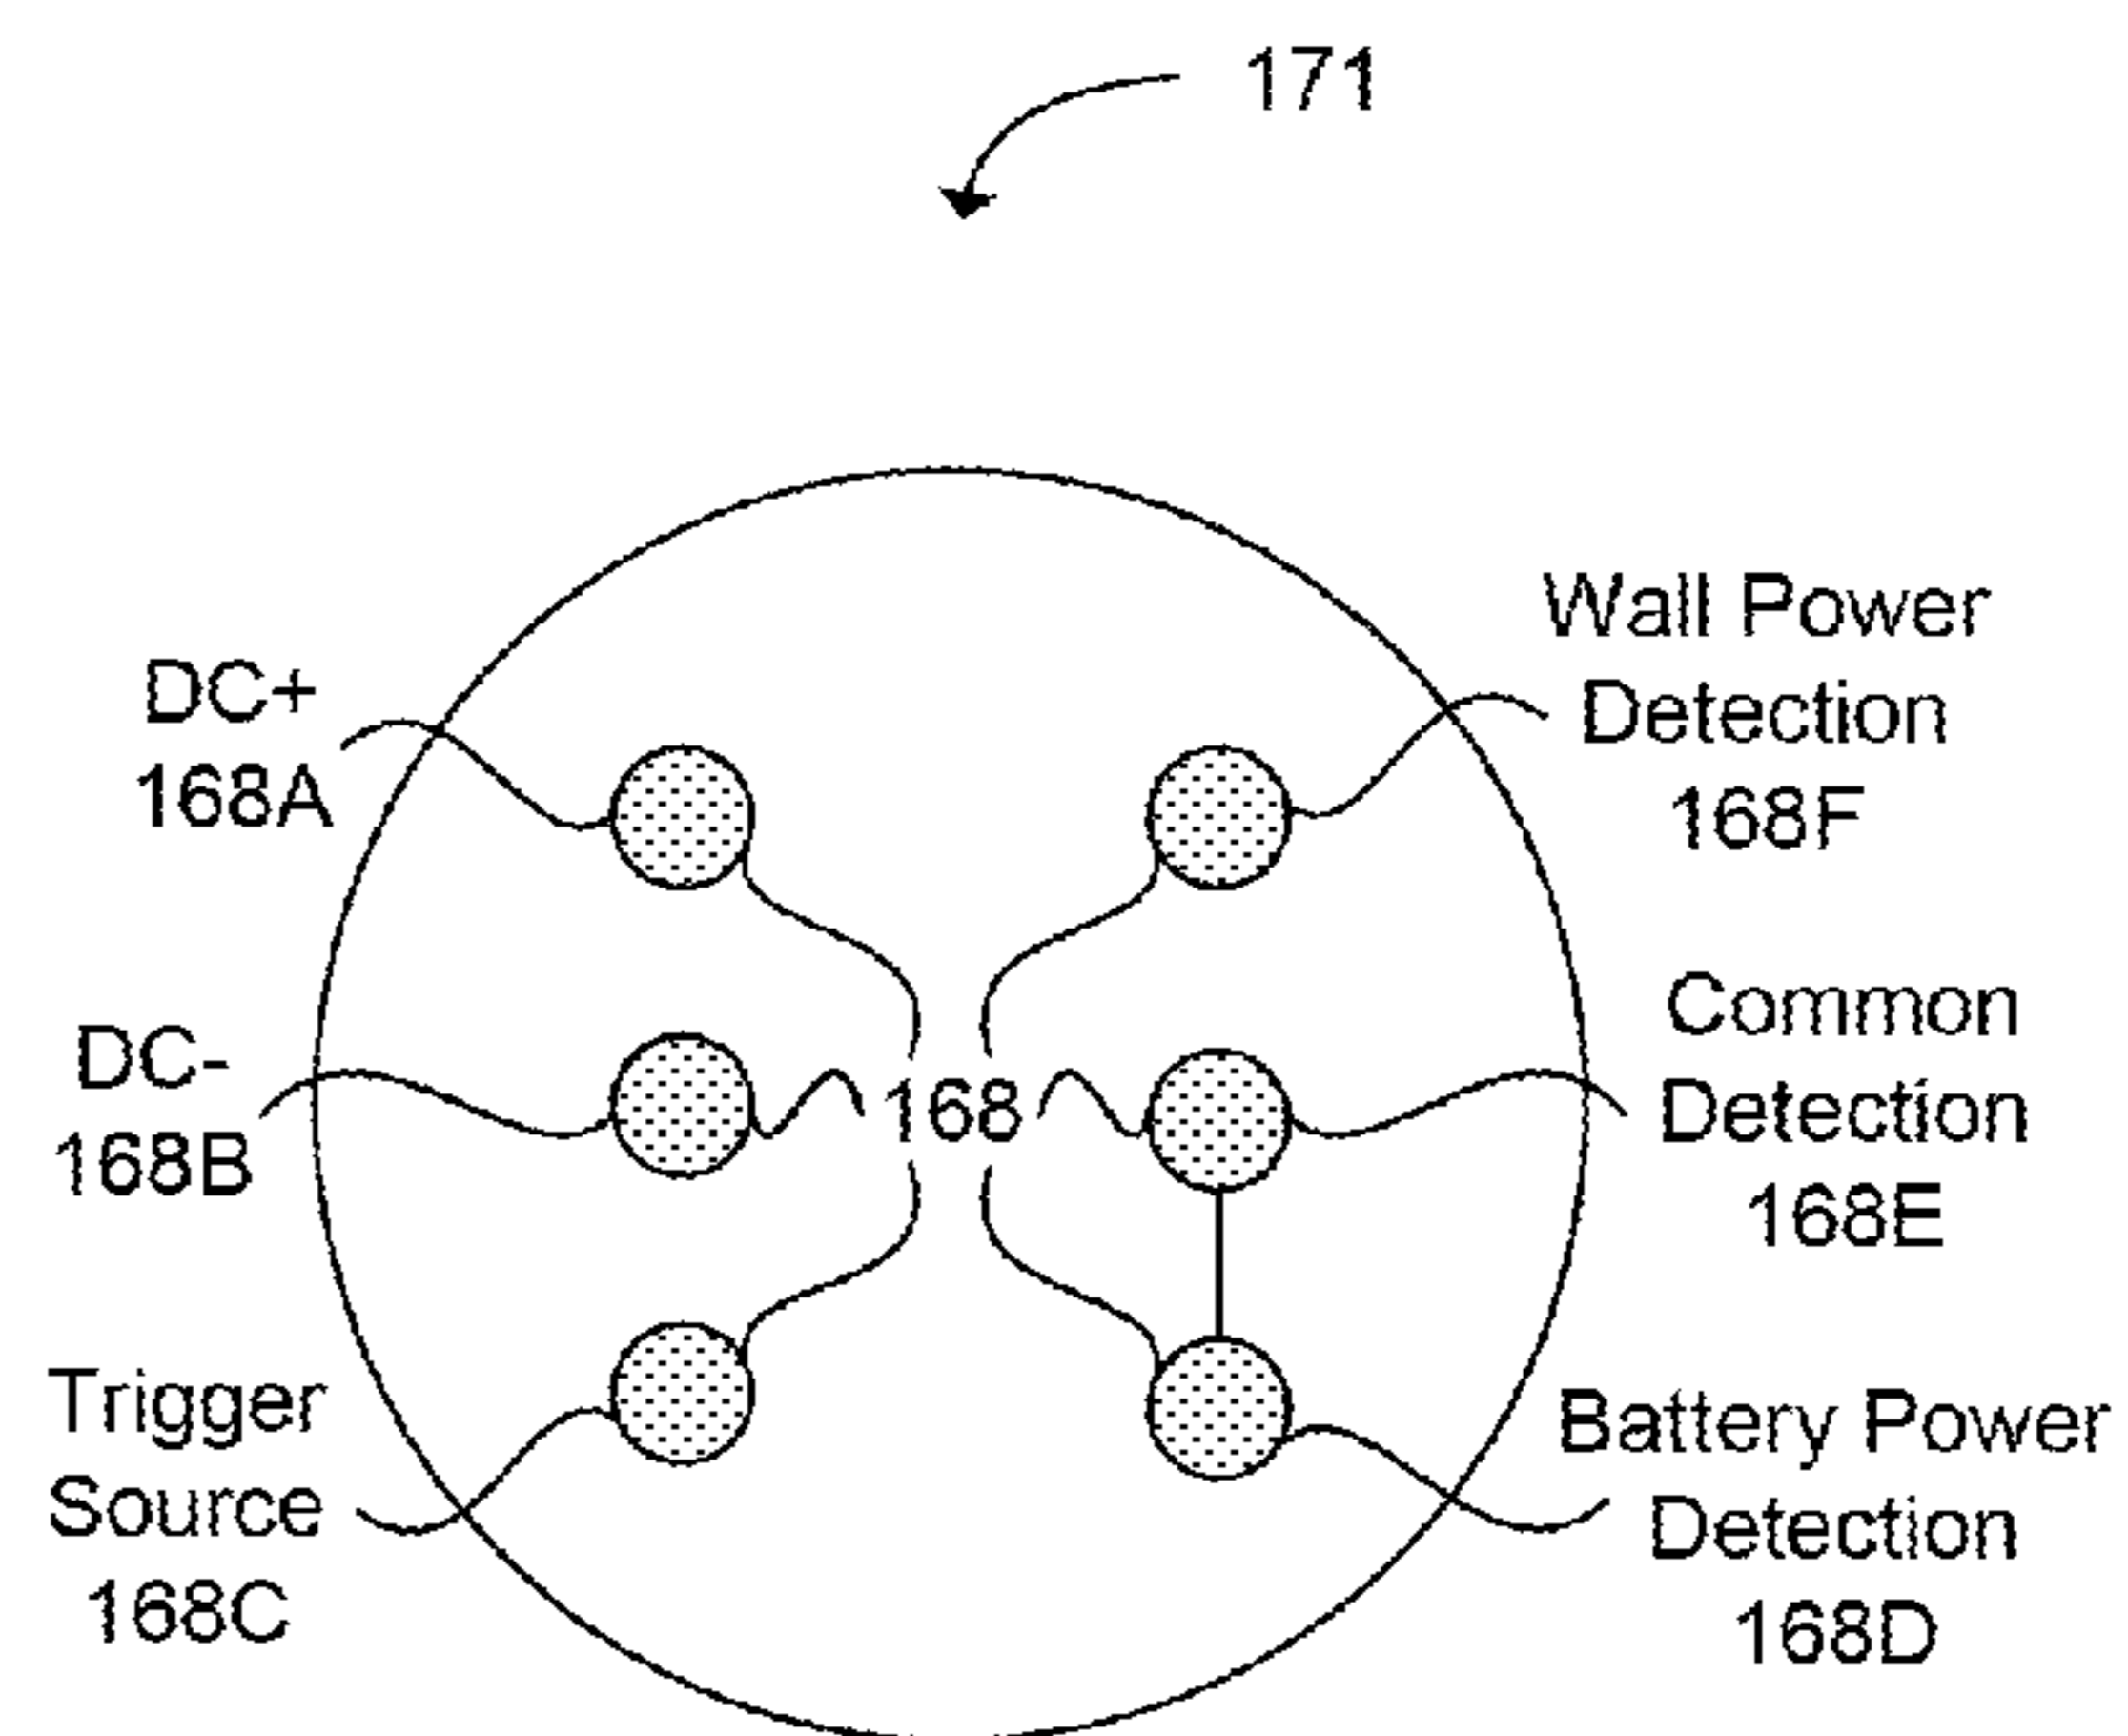 171
DC+
168A
Wall Power
Detection
168F
DC-
168B
168
Common
Detection
168E
Trigger
Source
168C
Battery Power
Detection
168D